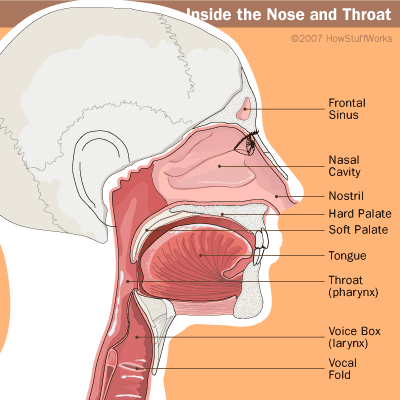 Inside the Nose and Throat
©2007 HowStuffWorks
Frontal
Sinus
Nasal
Cavity
Nostril
Hard Palate
Soft Palate
Tongue
Throat
(pharynx)
Voice Box
(larynx)
Vocal
Fold